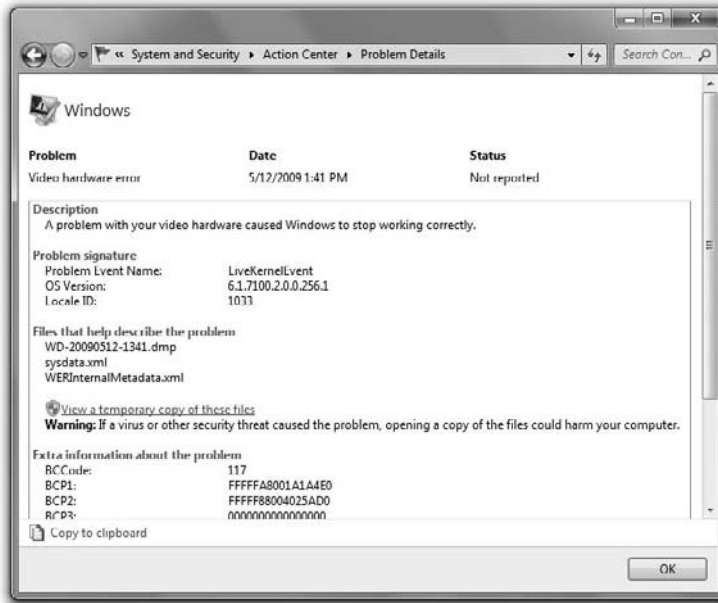 « System and Security ▸ Action Center ▸ Problem Details Search Con...
Windows
Problem Date Status
Video hardware error 5/12/2009 1:41 PM Not reported
Description
A problem with your video hardware caused Windows to stop working correctly.
Problem signature
Problem Event Name: LiveKernelEvent
OS Version: 6.1.7100.2.0.0.256.1
Locale ID: 1033
Files that help describe the problem
WD-20090512-1341.dmp
sysdata.xml
WERInternalMetadata.xml
View a temporary copy of these files
Warning: If a virus or other security threat caused the problem, opening a copy of the files could harm your computer.
Extra information about the problem
BCCode: 117
BCP1: FFFFFA8001A1A4E0
BCP2: FFFFF88004025AD0
BCP3: 0000000000000000
Copy to clipboard
OK